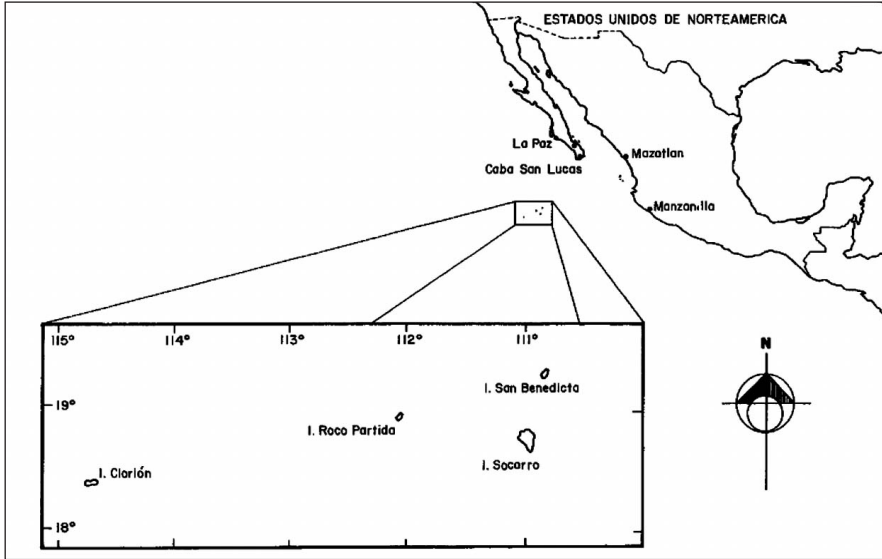 ESTADOS UNIDOS DE NORTEAMERICA
La Paz
Mazatlan
Caba San Lucas
Manzanilla
115° 114° 113° 112° 111°
N
I. San Benedicta
19°
I. Roco Partida
I. Socarro
I. Clarión
18°